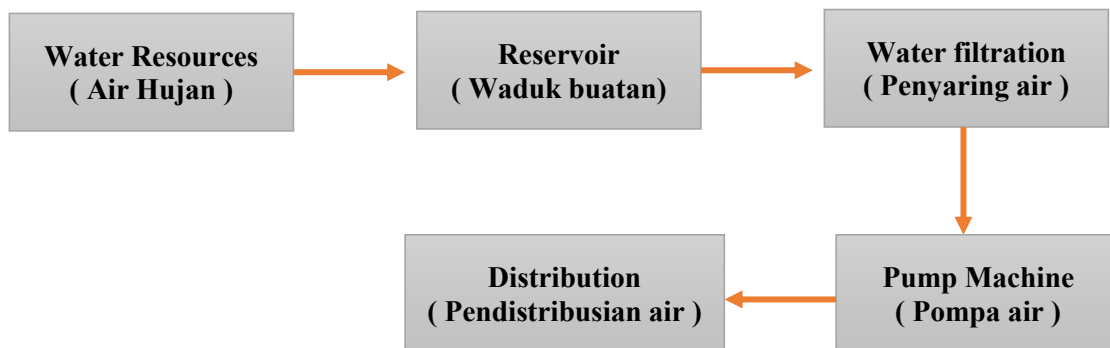 Water Resources
( Air Hujan )
Reservoir
( Waduk buatan)
Water filtration
( Penyaring air )
Pump Machine
( Pompa air )
Distribution
( Pendistribusian air )